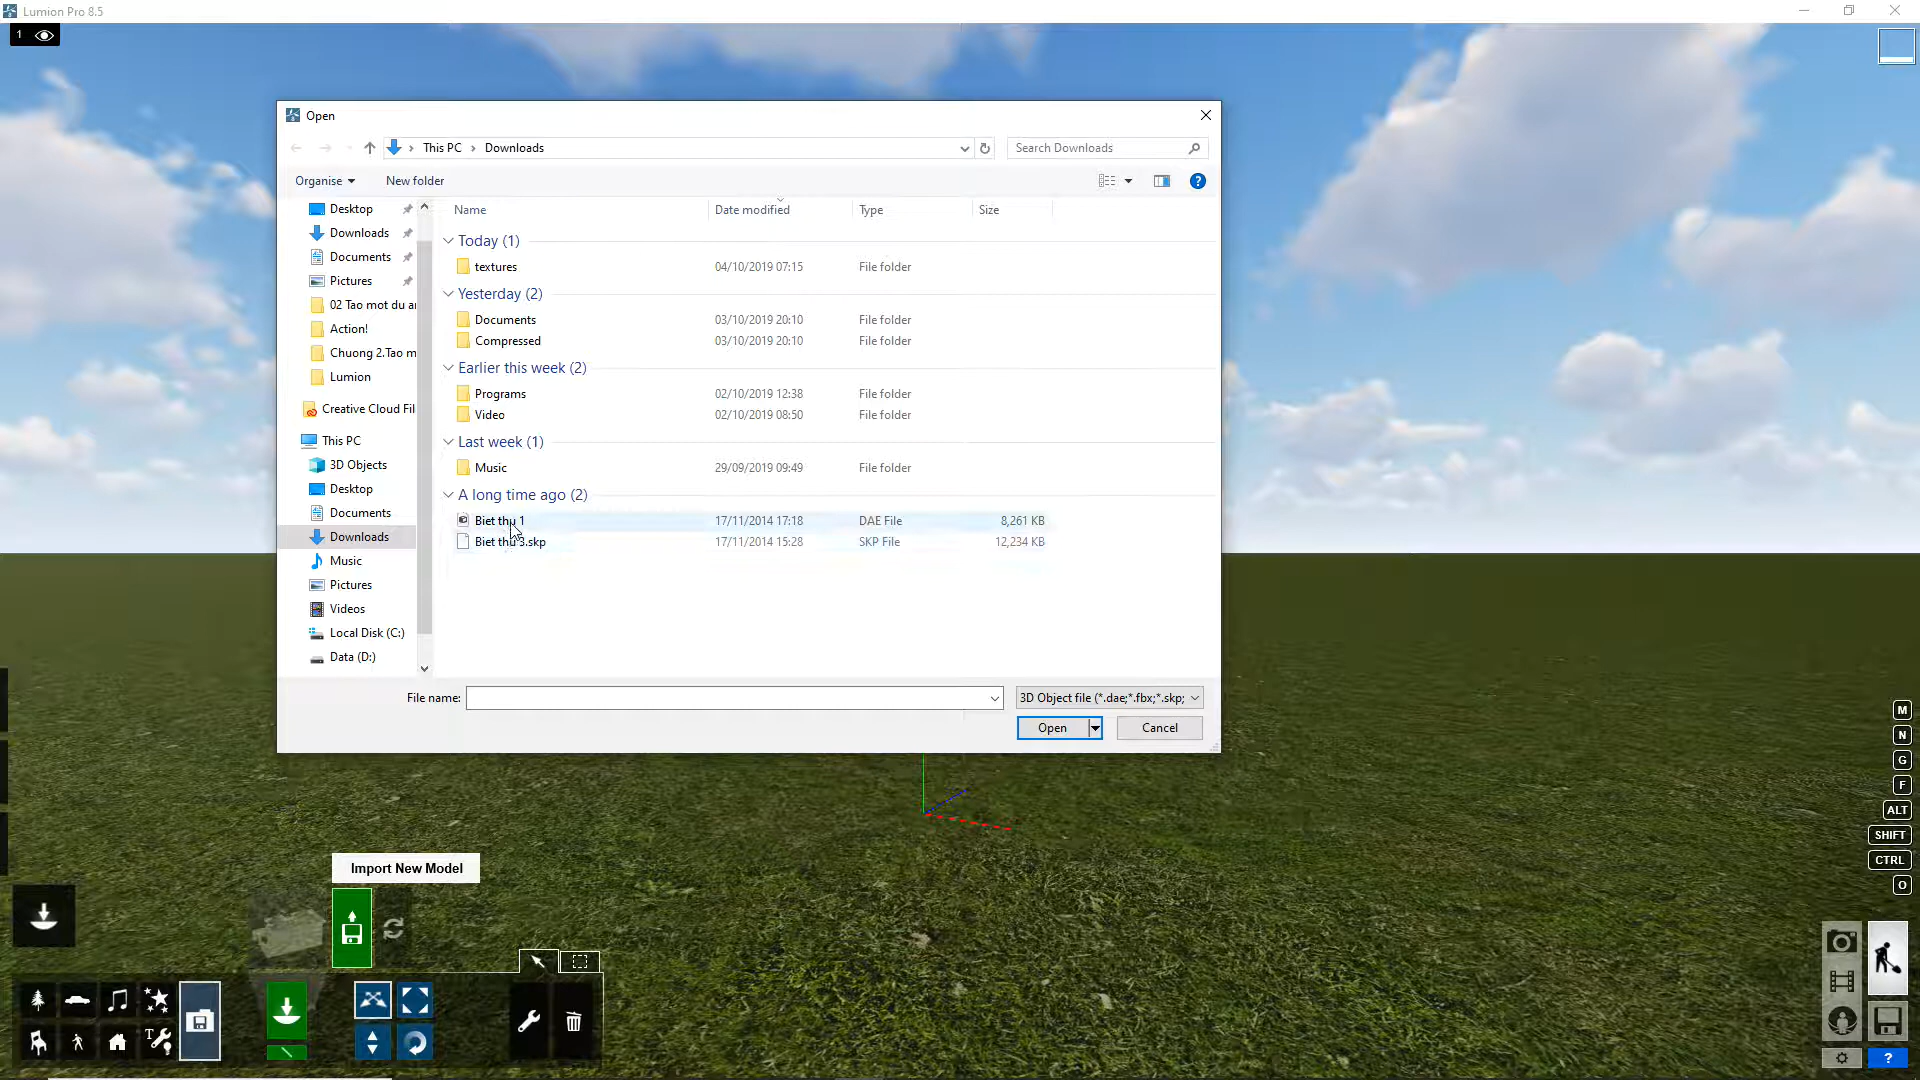 Lumion Pro 8.5
1
Open
This PC > Downloads
Search Downloads
Organise
New folder
Name
Date modified
Type
Size
Desktop
Downloads
Documents
Pictures
02 Tao mot du ar
Action!
Chuong 2.Tao m
Lumion
Creative Cloud Fil
This PC
3D Objects
Desktop
Documents
Downloads
Music
Pictures
Videos
Local Disk (C:)
Data (D:)
Today (1)
textures 04/10/2019 07:15 File folder
Yesterday (2)
Documents 03/10/2019 20:10 File folder
Compressed 03/10/2019 20:10 File folder
Earlier this week (2)
Programs 02/10/2019 12:38 File folder
Video 02/10/2019 08:50 File folder
Last week (1)
Music 29/09/2019 09:49 File folder
A long time ago (2)
Biet thu 1 17/11/2014 17:18 DAE File 8,261 KB
Biet thu 3.skp 17/11/2014 15:28 SKP File 12,234 KB
File name:
3D Object file (*.dae;*.fbx;*.skp;
Open
Cancel
Import New Model
M
N
G
F
ALT
SHIFT
CTRL
O
T
?